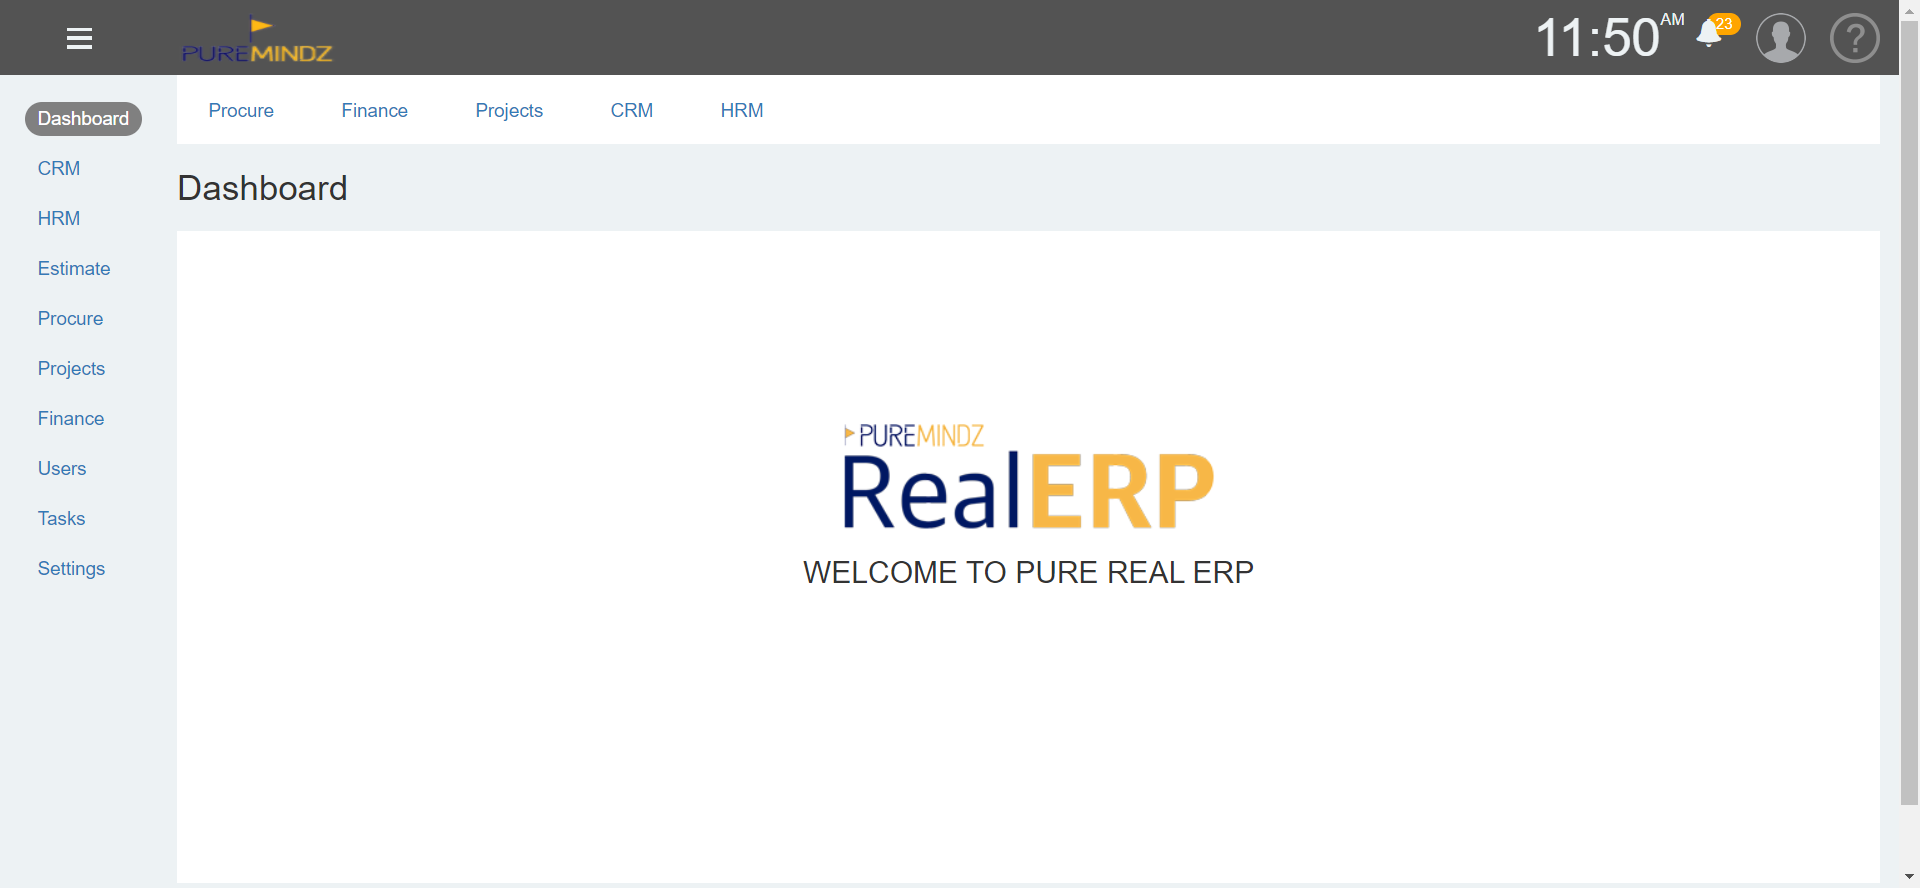 PUREMINDZ
11:50 AM
23
?
Procure
Finance
Projects
CRM
HRM
Dashboard
CRM
HRM
Estimate
Procure
Projects
Finance
Users
Tasks
Settings
Dashboard
PUREMINDZ
RealERP
WELCOME TO PURE REAL ERP